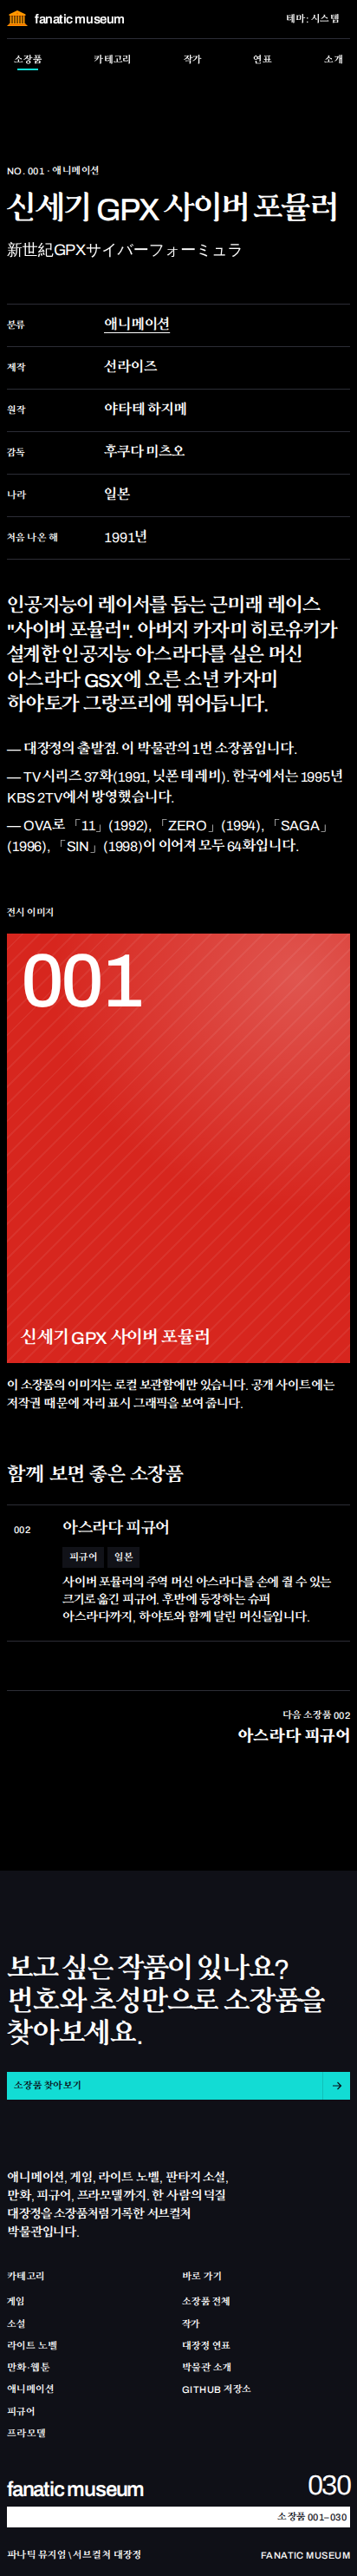 fanatic museum
테마: 시스템
소장품 카테고리 작가 연표 소개
NO. 001 · 애니메이션
신세기 GPX 사이버 포뮬러
新世紀GPXサイバーフォーミュラ
분류 애니메이션
제작 선라이즈
원작 야타테 하지메
감독 후쿠다 미츠오
나라 일본
처음 나온 해 1991년
인공지능이 레이서를 돕는 근미래 레이스
"사이버 포뮬러". 아버지 카자미 히로유키가
설계한 인공지능 아스라다를 실은 머신
아스라다 GSX에 오른 소년 카자미
하야토가 그랑프리에 뛰어듭니다.
— 대장정의 출발점. 이 박물관의 1번 소장품입니다.
— TV 시리즈 37화(1991, 닛폰 테레비). 한국에서는 1995년
KBS 2TV에서 방영했습니다.
— OVA로 「11」(1992), 「ZERO」(1994), 「SAGA」
(1996), 「SIN」(1998)이 이어져 모두 64화입니다.
전시 이미지
001
신세기 GPX 사이버 포뮬러
이 소장품의 이미지는 로컬 보관함에만 있습니다. 공개 사이트에는
저작권 때문에 자리 표시 그래픽을 보여 줍니다.
함께 보면 좋은 소장품
002 아스라다 피규어
피규어 일본
사이버 포뮬러의 주역 머신 아스라다를 손에 쥘 수 있는
크기로 옮긴 피규어. 후반에 등장하는 슈퍼
아스라다까지, 하야토와 함께 달린 머신들입니다.
다음 소장품 002
아스라다 피규어
보고 싶은 작품이 있나요?
번호와 초성만으로 소장품을
찾아보세요.
소장품 찾아보기 →
애니메이션, 게임, 라이트 노벨, 판타지 소설,
만화, 피규어, 프라모델까지. 한 사람의 덕질
대장정을 소장품처럼 기록한 서브컬처
박물관입니다.
카테고리
게임
소설
라이트 노벨
만화·웹툰
애니메이션
피규어
프라모델
바로 가기
소장품 전체
작가
대장정 연표
박물관 소개
GITHUB 저장소
fanatic museum 030
소장품 001–030
파나틱 뮤지엄 \ 서브컬처 대장정 FANATIC MUSEUM